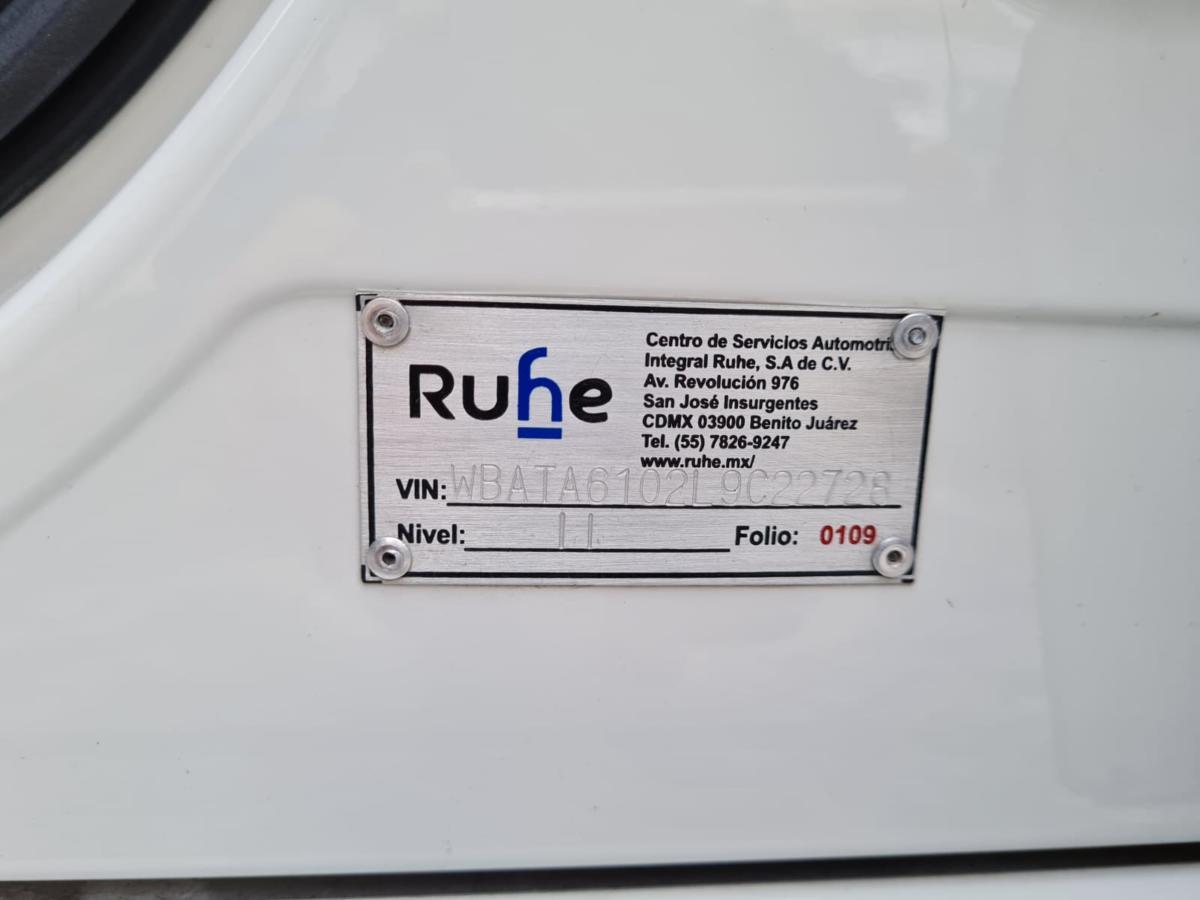 Ruhe
Centro de Servicios Automotri
Integral Ruhe, S.A de C.V.
Av. Revolución 976
San José Insurgentes
CDMX 03900 Benito Juárez
Tel. (55) 7826-9247
www.ruhe.mx/
VIN: WBATA6102L9C22728
Nivel: II
Folio: 0109